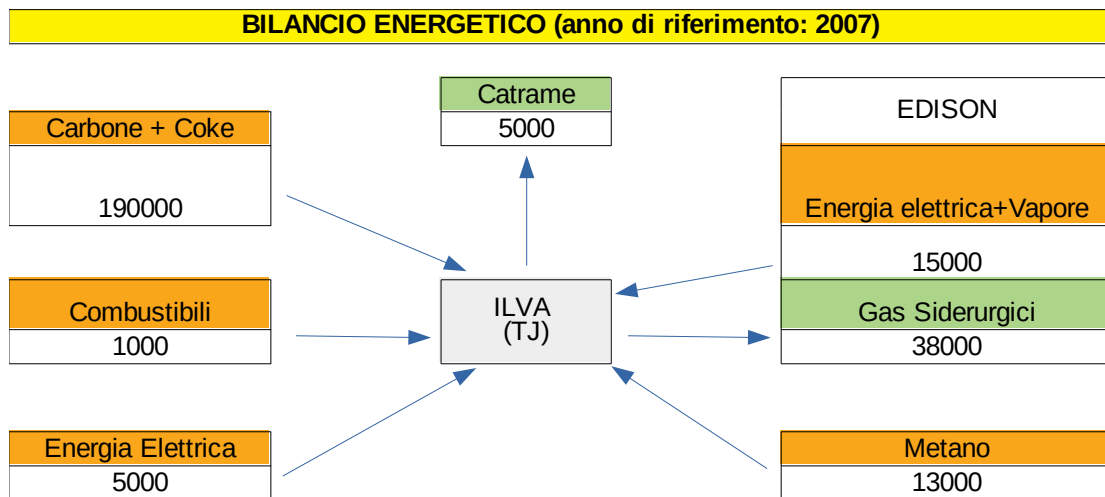 BILANCIO ENERGETICO (anno di riferimento: 2007)
Catrame
5000
EDISON
Carbone + Coke
190000
Energia elettrica+Vapore
15000
Combustibili
1000
ILVA
(TJ)
Gas Siderurgici
38000
Energia Elettrica
5000
Metano
13000